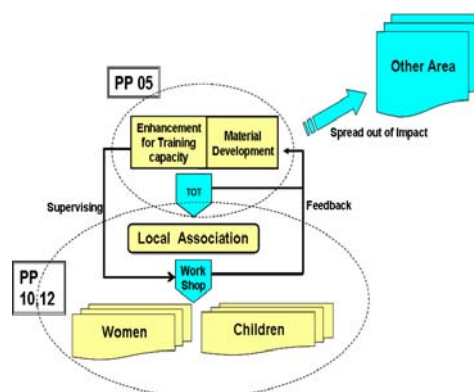 Other Area
PP 05
Spread out of Impact
Enhancement
for Training
capacity
Material
Development
TOT
Supervising
Feedback
Local Association
Work
Shop
PP
10,12
Women
Children